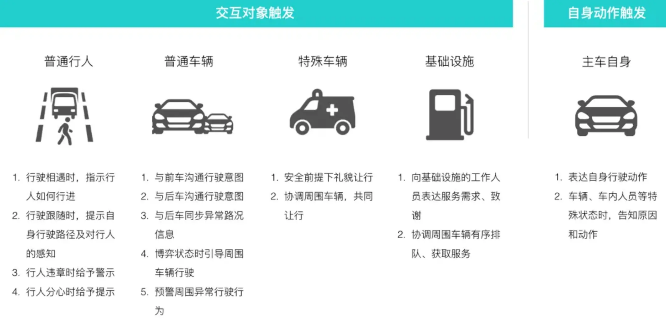 交互对象触发
自身动作触发
普通行人
普通车辆
特殊车辆
基础设施
主车自身
1. 行驶相遇时，指示行
人如何行进
2. 行驶跟随时，提示自
身行驶路径及对行人
的感知
3. 行人违章时给予警示
4. 行人分心时给予提示
1. 与前车沟通行驶意图
2. 与后车沟通行驶意图
3. 与后车同步异常路况
信息
4. 博弈状态时引导周围
车辆行驶
5. 预警周围异常行驶行
为
1. 安全前提下礼貌让行
2. 协调周围车辆，共同
让行
1. 向基础设施的工作人
员表达服务需求、致
谢
2. 协调周围车辆有序排
队、获取服务
1. 表达自身行驶动作
2. 车辆、车内人员等特
殊状态时，告知原因
和动作